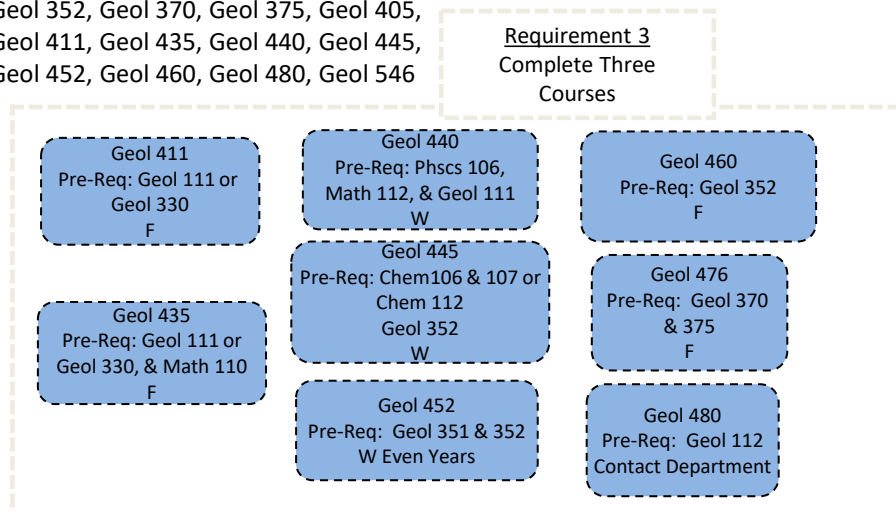 Geol 352, Geol 370, Geol 375, Geol 405,
Geol 411, Geol 435, Geol 440, Geol 445,
Geol 452, Geol 460, Geol 480, Geol 546
Requirement 3
Complete Three
Courses
Geol 411
Pre-Req: Geol 111 or
Geol 330
F
Geol 440
Pre-Req: Phscs 106,
Math 112, & Geol 111
W
Geol 460
Pre-Req: Geol 352
F
Geol 435
Pre-Req: Geol 111 or
Geol 330, & Math 110
F
Geol 445
Pre-Req: Chem106 & 107 or
Chem 112
Geol 352
W
Geol 476
Pre-Req: Geol 370
& 375
F
Geol 452
Pre-Req: Geol 351 & 352
W Even Years
Geol 480
Pre-Req: Geol 112
Contact Department